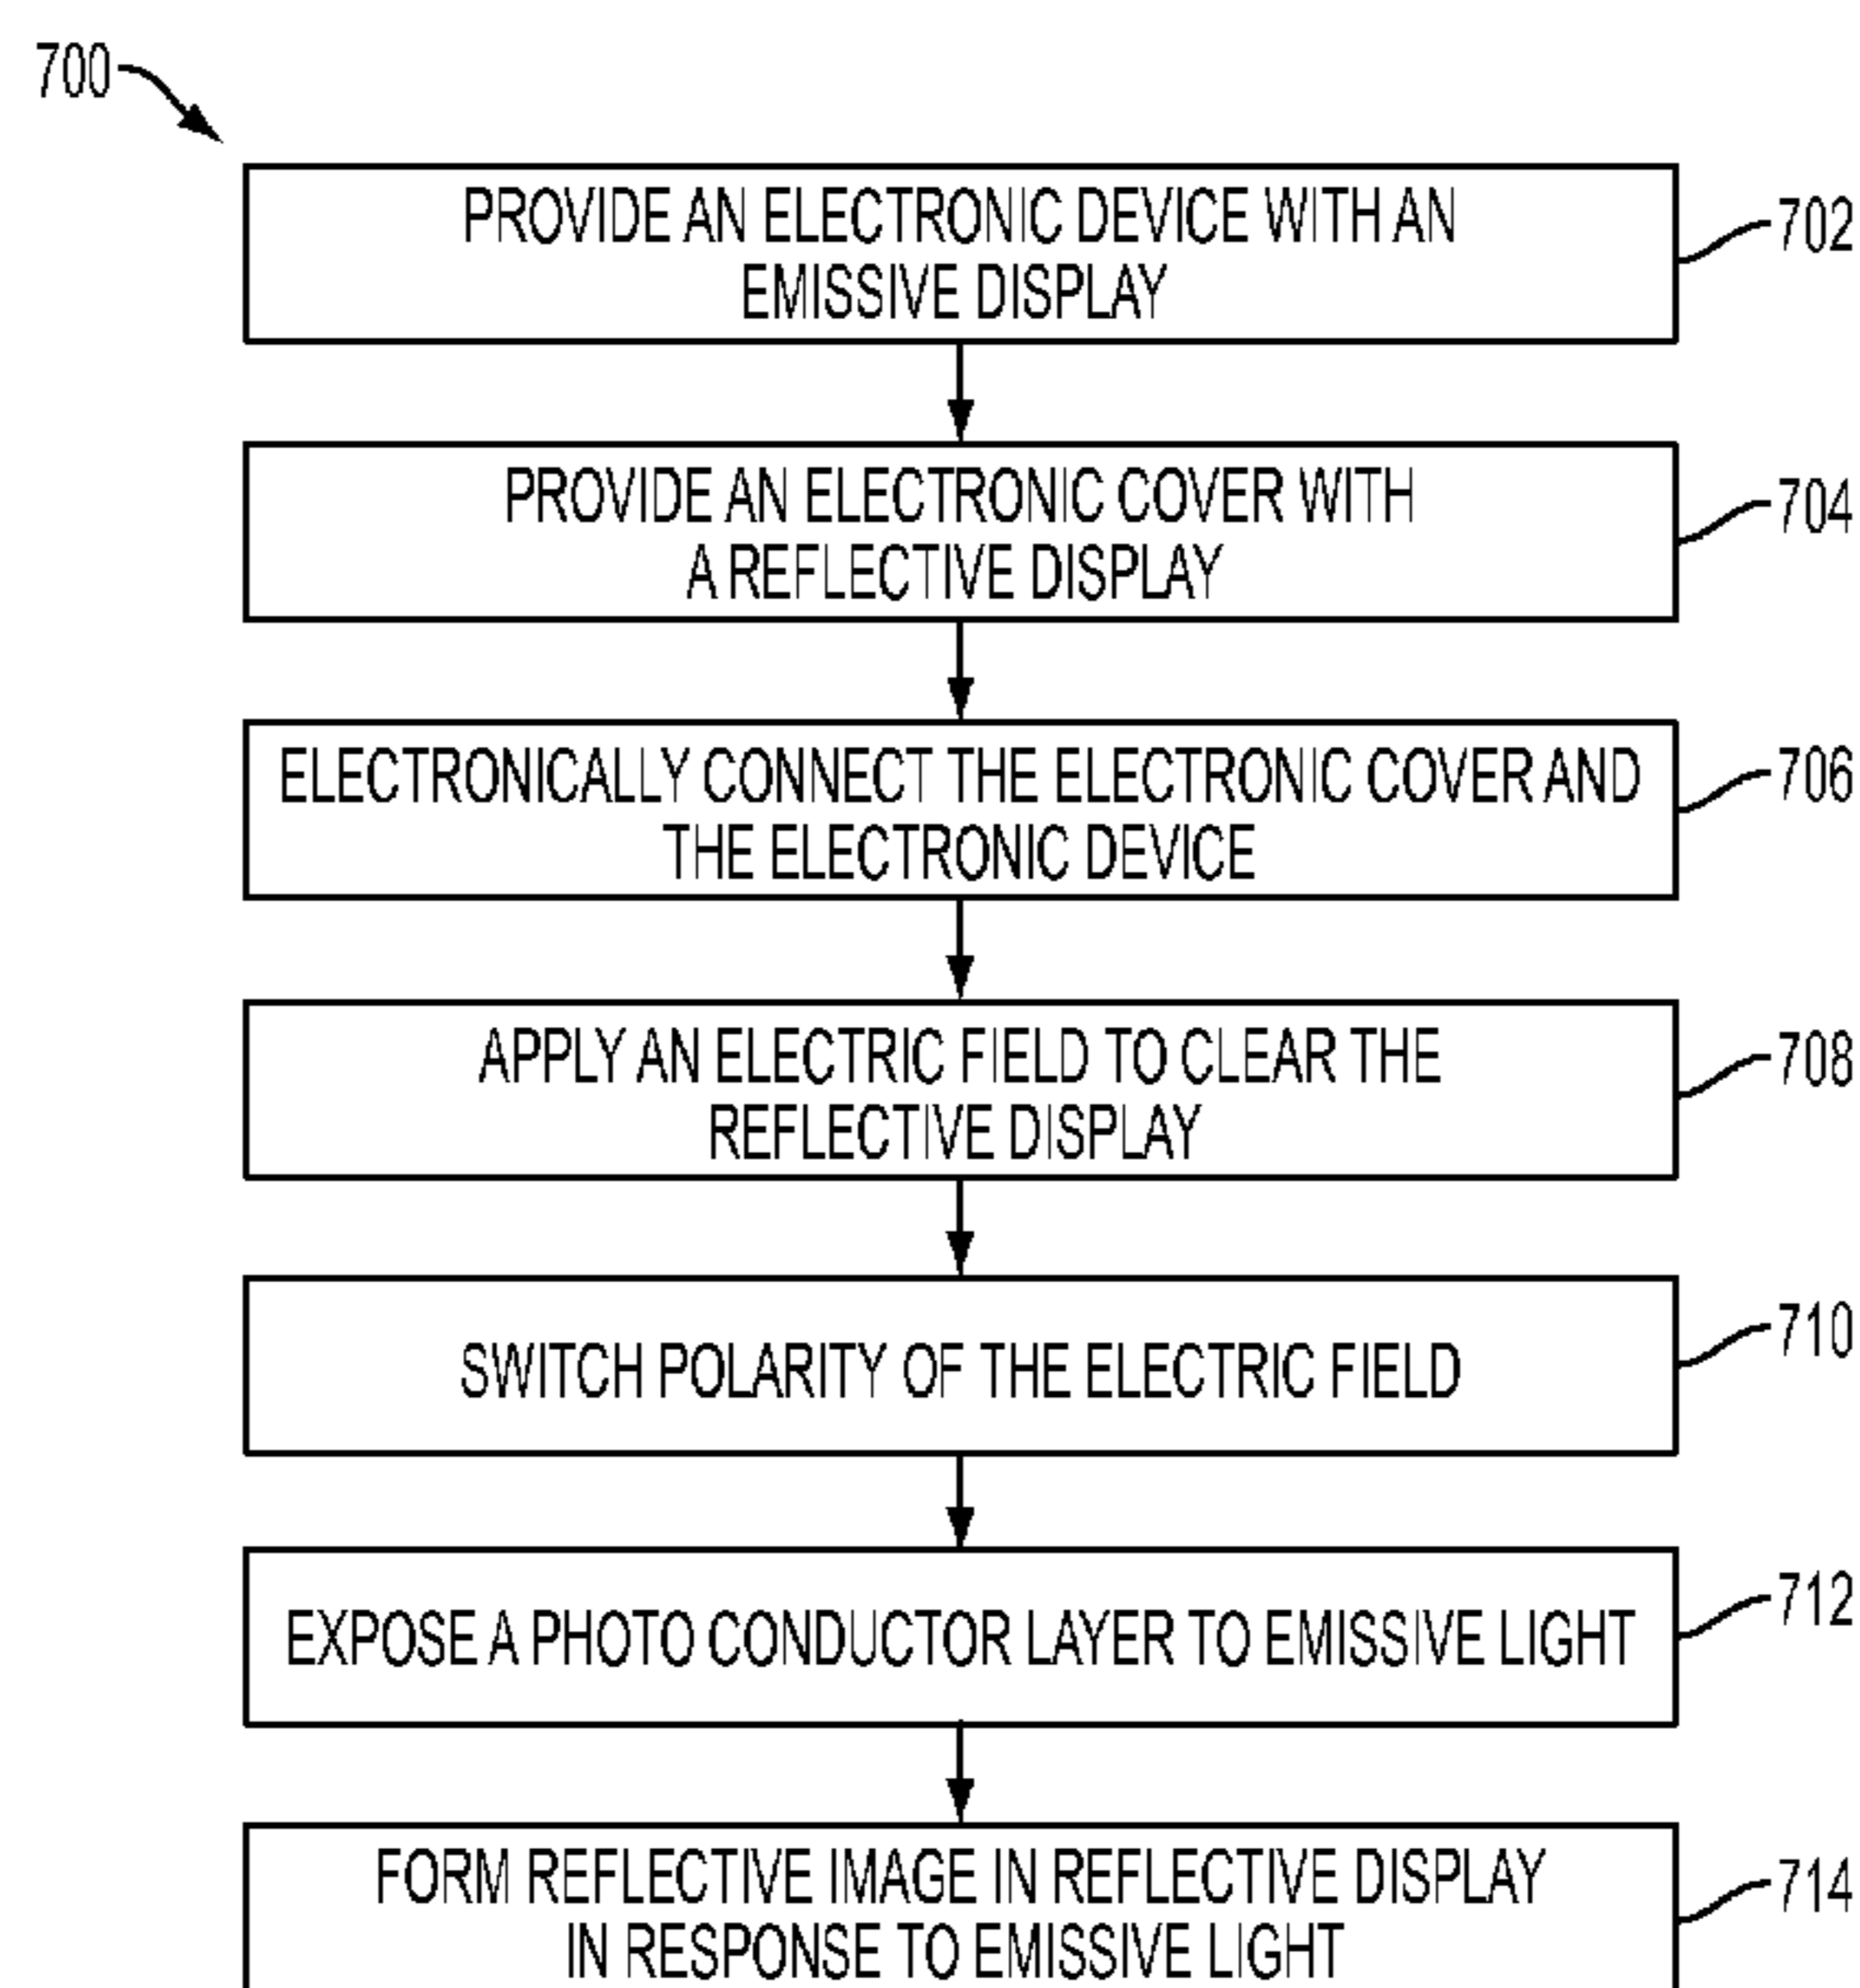 700
PROVIDE AN ELECTRONIC DEVICE WITH AN
EMISSIVE DISPLAY
702
PROVIDE AN ELECTRONIC COVER WITH
A REFLECTIVE DISPLAY
704
ELECTRONICALLY CONNECT THE ELECTRONIC COVER AND
THE ELECTRONIC DEVICE
706
APPLY AN ELECTRIC FIELD TO CLEAR THE
REFLECTIVE DISPLAY
708
SWITCH POLARITY OF THE ELECTRIC FIELD
710
EXPOSE A PHOTO CONDUCTOR LAYER TO EMISSIVE LIGHT
712
FORM REFLECTIVE IMAGE IN REFLECTIVE DISPLAY
IN RESPONSE TO EMISSIVE LIGHT
714